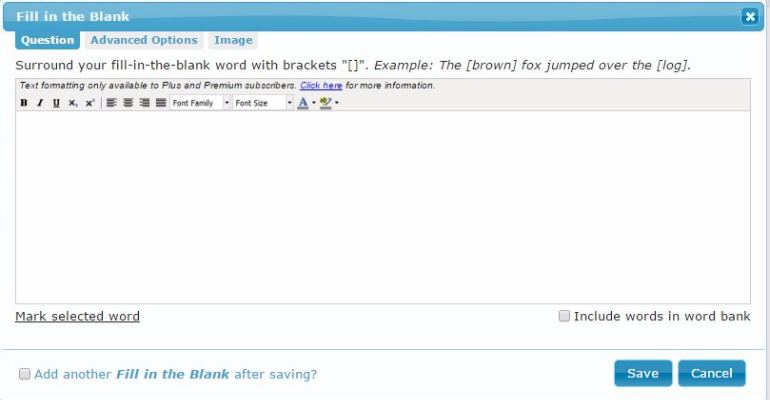 Fill in the Blank
Question Advanced Options Image
Surround your fill-in-the-blank word with brackets "[]". Example: The [brown] fox jumped over the [log].
Text formatting only available to Plus and Premium subscribers. Click here for more information.
B I U x, x² Font Family Font Size A ab
Mark selected word Include words in word bank
Add another Fill in the Blank after saving? Save Cancel